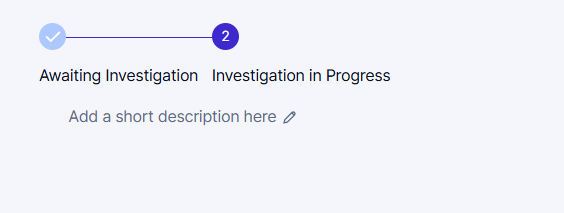 2
Awaiting Investigation Investigation in Progress
Add a short description here